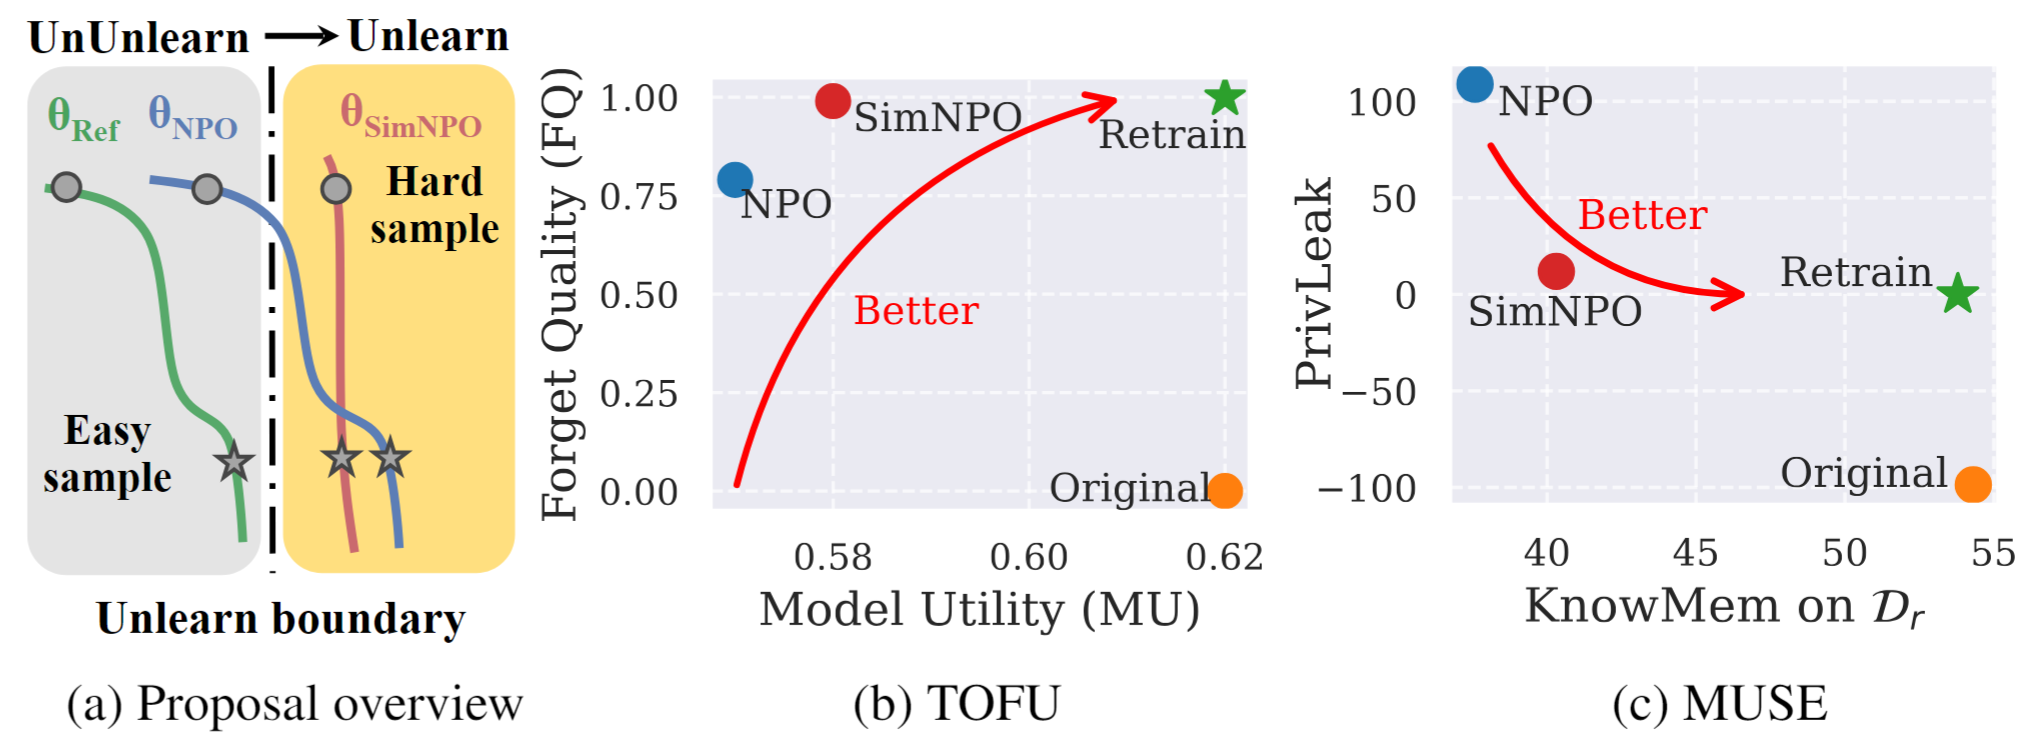 UnUnlearn → Unlearn
θRef θNPO θSimNPO
Hard
sample
Easy
sample
Unlearn boundary
(a) Proposal overview
Forget Quality (FQ)
1.00
0.75
0.50
0.25
0.00
SimNPO
Retrain
NPO
Better
Original
0.58 0.60 0.62
Model Utility (MU)
(b) TOFU
PrivLeak
100
50
0
−50
−100
NPO
Better
Retrain
SimNPO
Original
40 45 50 55
KnowMem on 𝒟r
(c) MUSE